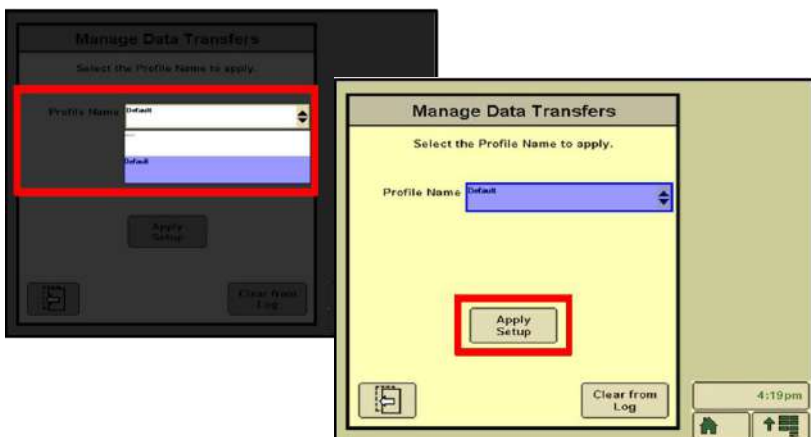 Manage Data Transfers
Select the Profile Name to apply.
Profile Name
Default
----
Default
Apply
Setup
Clear from
Log
Manage Data Transfers
Select the Profile Name to apply.
Profile Name
Default
Apply
Setup
Clear from
Log
4:19pm